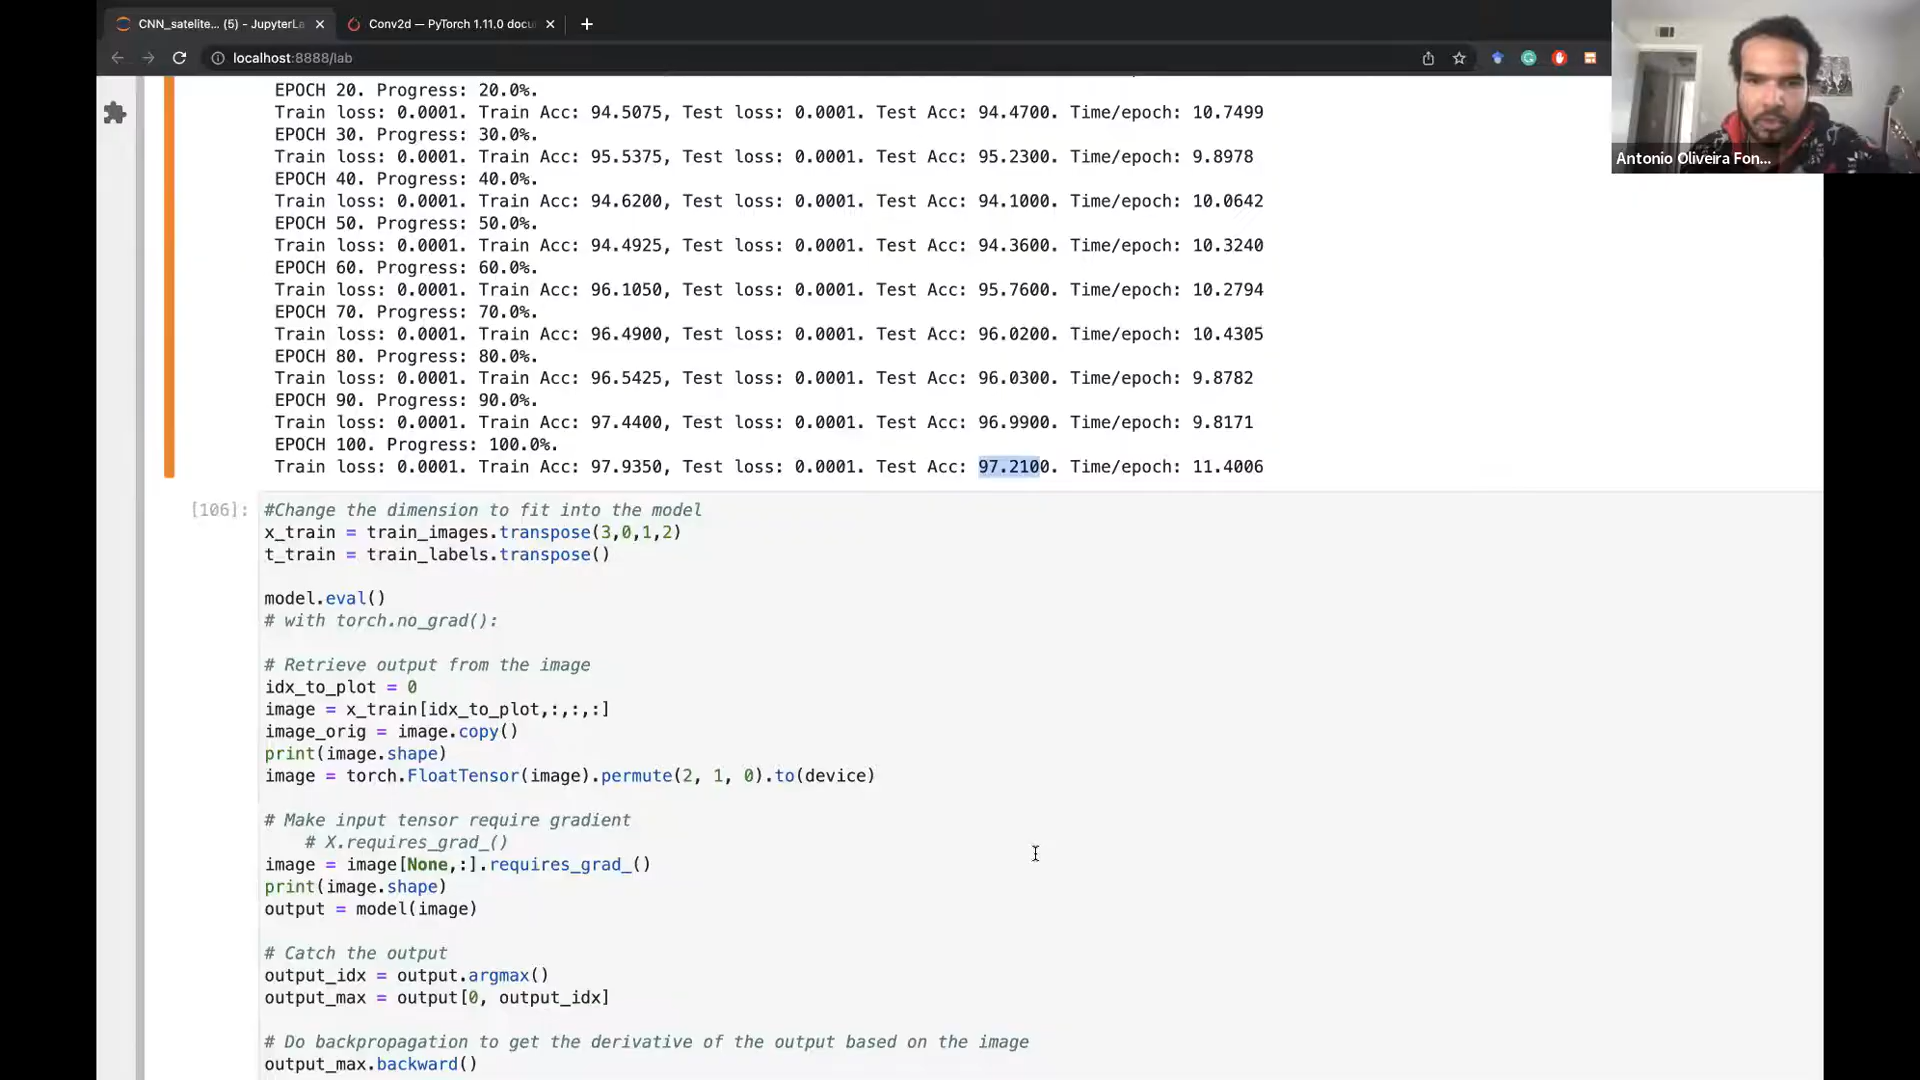 CNN_satelite... (5) - JupyterLa
Conv2d — PyTorch 1.11.0 docu
localhost:8888/lab
EPOCH 20. Progress: 20.0%.
Train loss: 0.0001. Train Acc: 94.5075, Test loss: 0.0001. Test Acc: 94.4700. Time/epoch: 10.7499
EPOCH 30. Progress: 30.0%.
Train loss: 0.0001. Train Acc: 95.5375, Test loss: 0.0001. Test Acc: 95.2300. Time/epoch: 9.8978
EPOCH 40. Progress: 40.0%.
Train loss: 0.0001. Train Acc: 94.6200, Test loss: 0.0001. Test Acc: 94.1000. Time/epoch: 10.0642
EPOCH 50. Progress: 50.0%.
Train loss: 0.0001. Train Acc: 94.4925, Test loss: 0.0001. Test Acc: 94.3600. Time/epoch: 10.3240
EPOCH 60. Progress: 60.0%.
Train loss: 0.0001. Train Acc: 96.1050, Test loss: 0.0001. Test Acc: 95.7600. Time/epoch: 10.2794
EPOCH 70. Progress: 70.0%.
Train loss: 0.0001. Train Acc: 96.4900, Test loss: 0.0001. Test Acc: 96.0200. Time/epoch: 10.4305
EPOCH 80. Progress: 80.0%.
Train loss: 0.0001. Train Acc: 96.5425, Test loss: 0.0001. Test Acc: 96.0300. Time/epoch: 9.8782
EPOCH 90. Progress: 90.0%.
Train loss: 0.0001. Train Acc: 97.4400, Test loss: 0.0001. Test Acc: 96.9900. Time/epoch: 9.8171
EPOCH 100. Progress: 100.0%.
Train loss: 0.0001. Train Acc: 97.9350, Test loss: 0.0001. Test Acc: 97.2100. Time/epoch: 11.4006
[106]:
#Change the dimension to fit into the model
x_train = train_images.transpose(3,0,1,2)
t_train = train_labels.transpose()
model.eval()
# with torch.no_grad():
# Retrieve output from the image
idx_to_plot = 0
image = x_train[idx_to_plot,:,:,:]
image_orig = image.copy()
print(image.shape)
image = torch.FloatTensor(image).permute(2, 1, 0).to(device)
# Make input tensor require gradient
# X.requires_grad_()
image = image[None,:].requires_grad_()
print(image.shape)
output = model(image)
# Catch the output
output_idx = output.argmax()
output_max = output[0, output_idx]
# Do backpropagation to get the derivative of the output based on the image
output_max.backward()
Antonio Oliveira Fon...